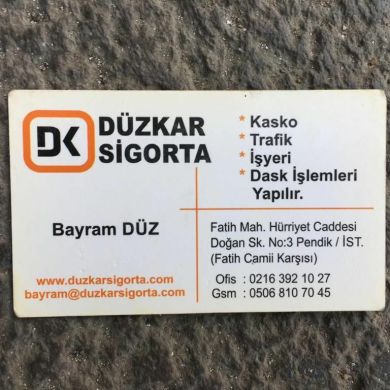 DK
DÜZKAR
SİGORTA
* Kasko
* Trafik
* İşyeri
* Dask İşlemleri
Yapılır.
Bayram DÜZ
www.duzkarsigorta.com
bayram@duzkarsigorta.com
Fatih Mah. Hürriyet Caddesi
Doğan Sk. No:3 Pendik / İST.
(Fatih Camii Karşısı)
Ofis : 0216 392 10 27
Gsm : 0506 810 70 45